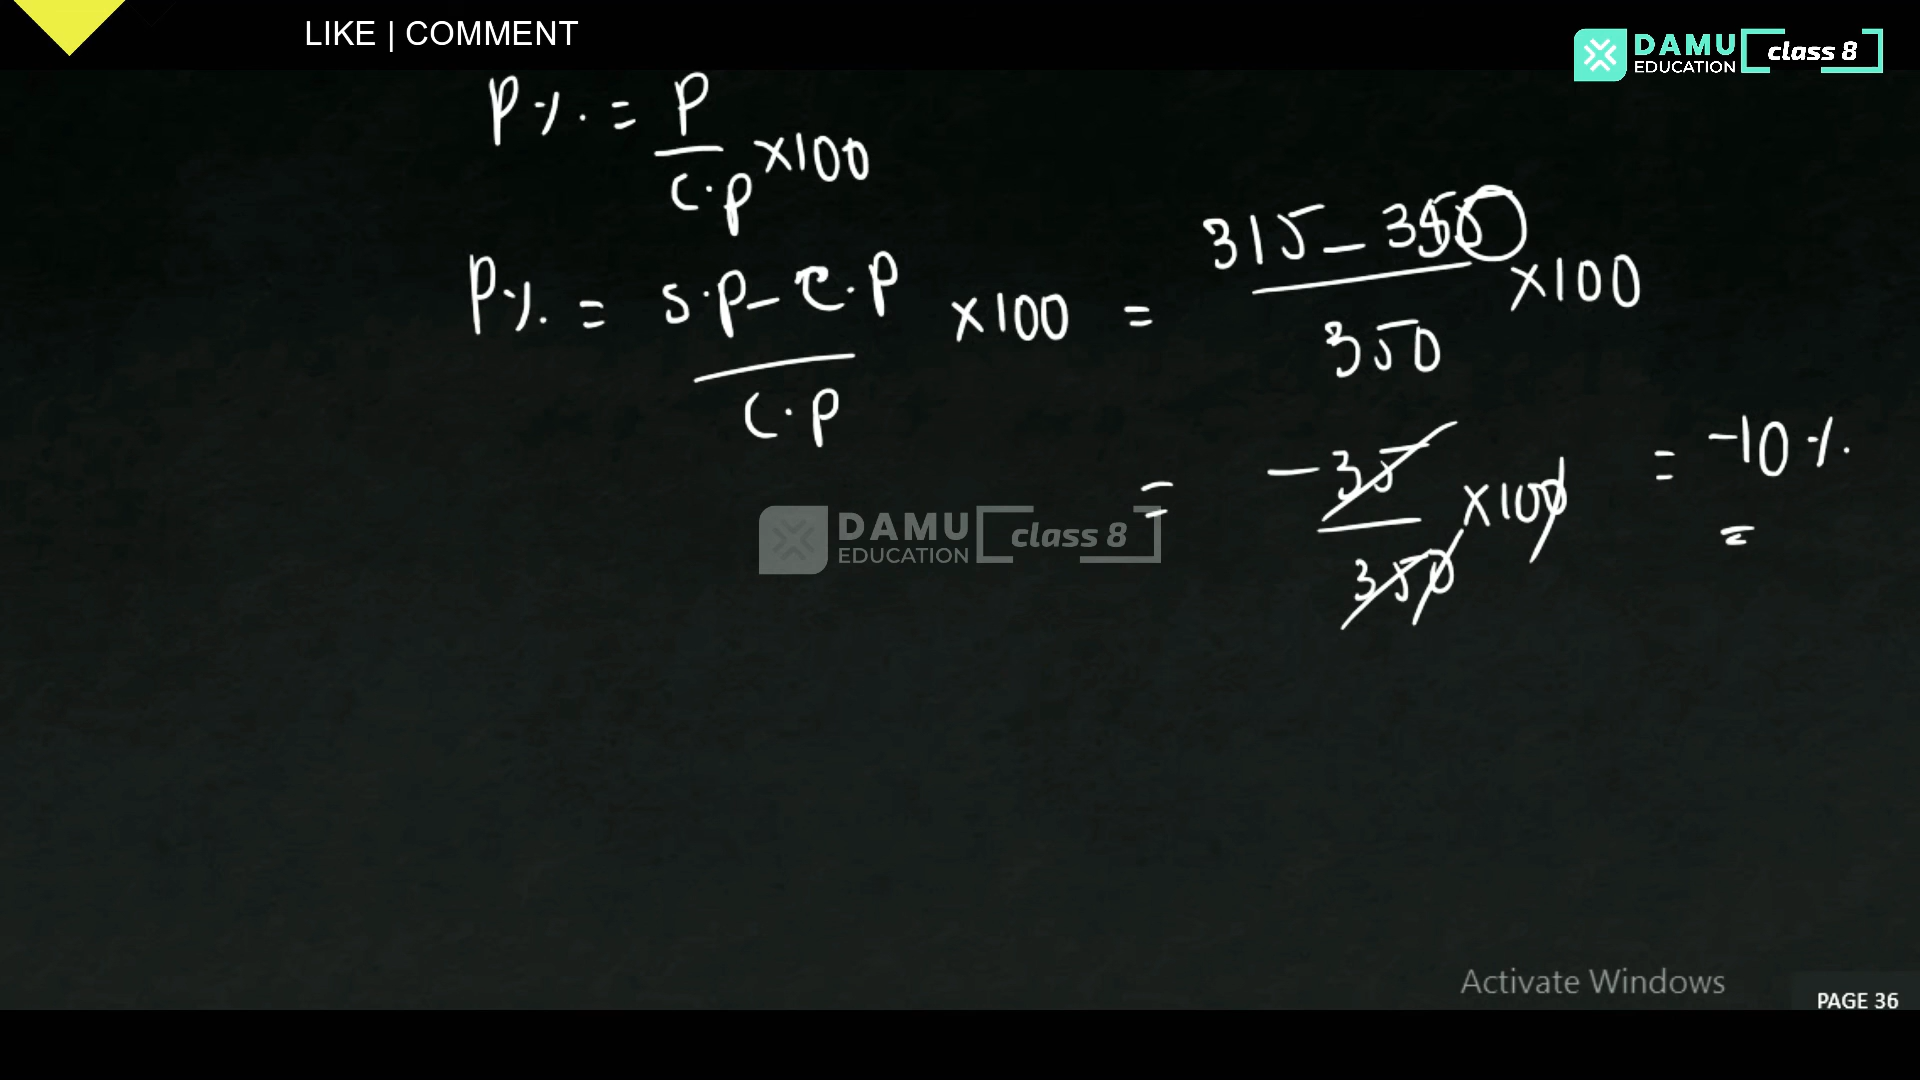 LIKE | COMMENT
DAMU EDUCATION class 8
P%. = P/C.P ×100
P%. = S.P – C.P / C.P ×100 = 315 – 350 / 350 ×100
= –35/350 ×100 = –10%.
=
DAMU EDUCATION class 8
Activate Windows
PAGE 36